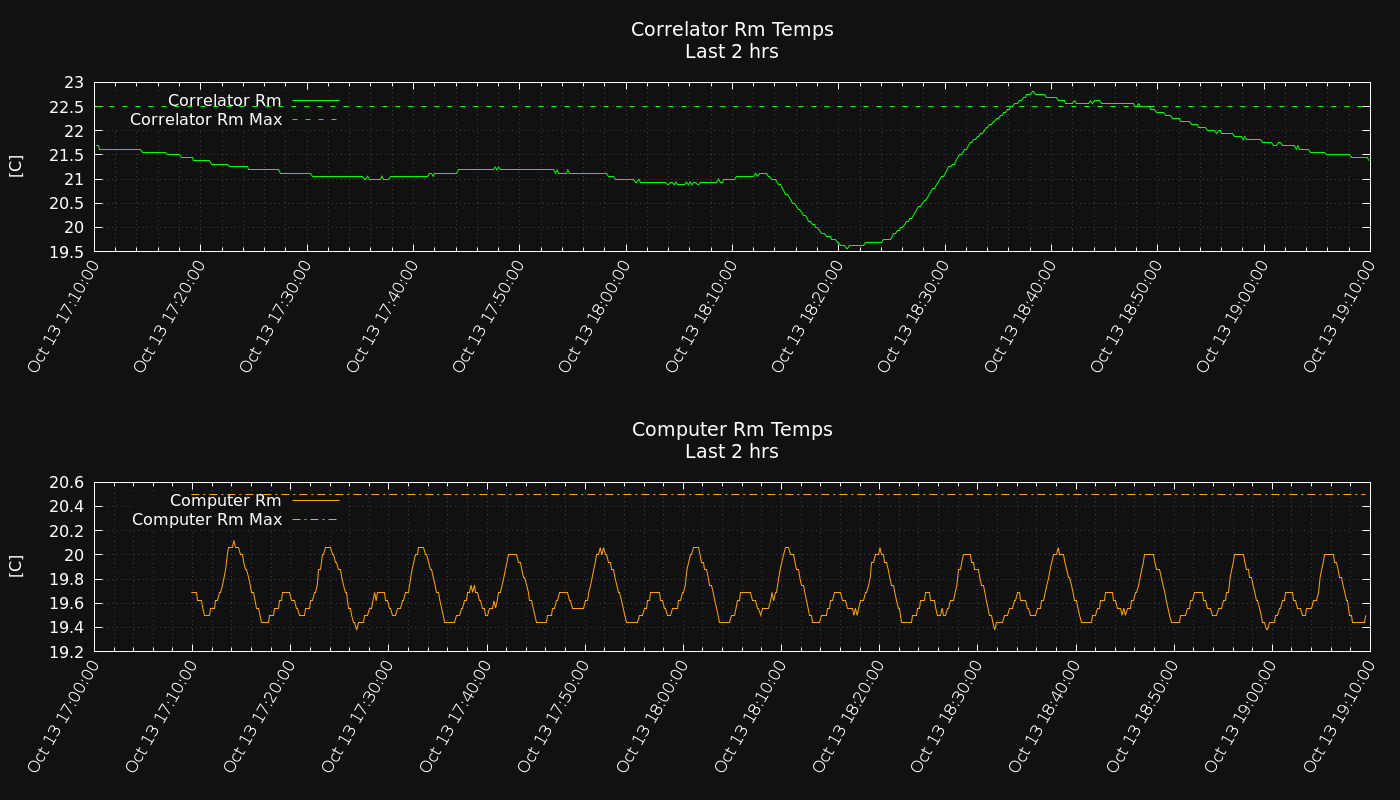 Correlator Rm Temps
Last 2 hrs
23
22.5
22
21.5
21
20.5
20
19.5
[C]
Correlator Rm
Correlator Rm Max
Oct 13 17:10:00
Oct 13 17:20:00
Oct 13 17:30:00
Oct 13 17:40:00
Oct 13 17:50:00
Oct 13 18:00:00
Oct 13 18:10:00
Oct 13 18:20:00
Oct 13 18:30:00
Oct 13 18:40:00
Oct 13 18:50:00
Oct 13 19:00:00
Oct 13 19:10:00
Computer Rm Temps
Last 2 hrs
20.6
20.4
20.2
20
19.8
19.6
19.4
19.2
[C]
Computer Rm
Computer Rm Max
Oct 13 17:00:00
Oct 13 17:10:00
Oct 13 17:20:00
Oct 13 17:30:00
Oct 13 17:40:00
Oct 13 17:50:00
Oct 13 18:00:00
Oct 13 18:10:00
Oct 13 18:20:00
Oct 13 18:30:00
Oct 13 18:40:00
Oct 13 18:50:00
Oct 13 19:00:00
Oct 13 19:10:00